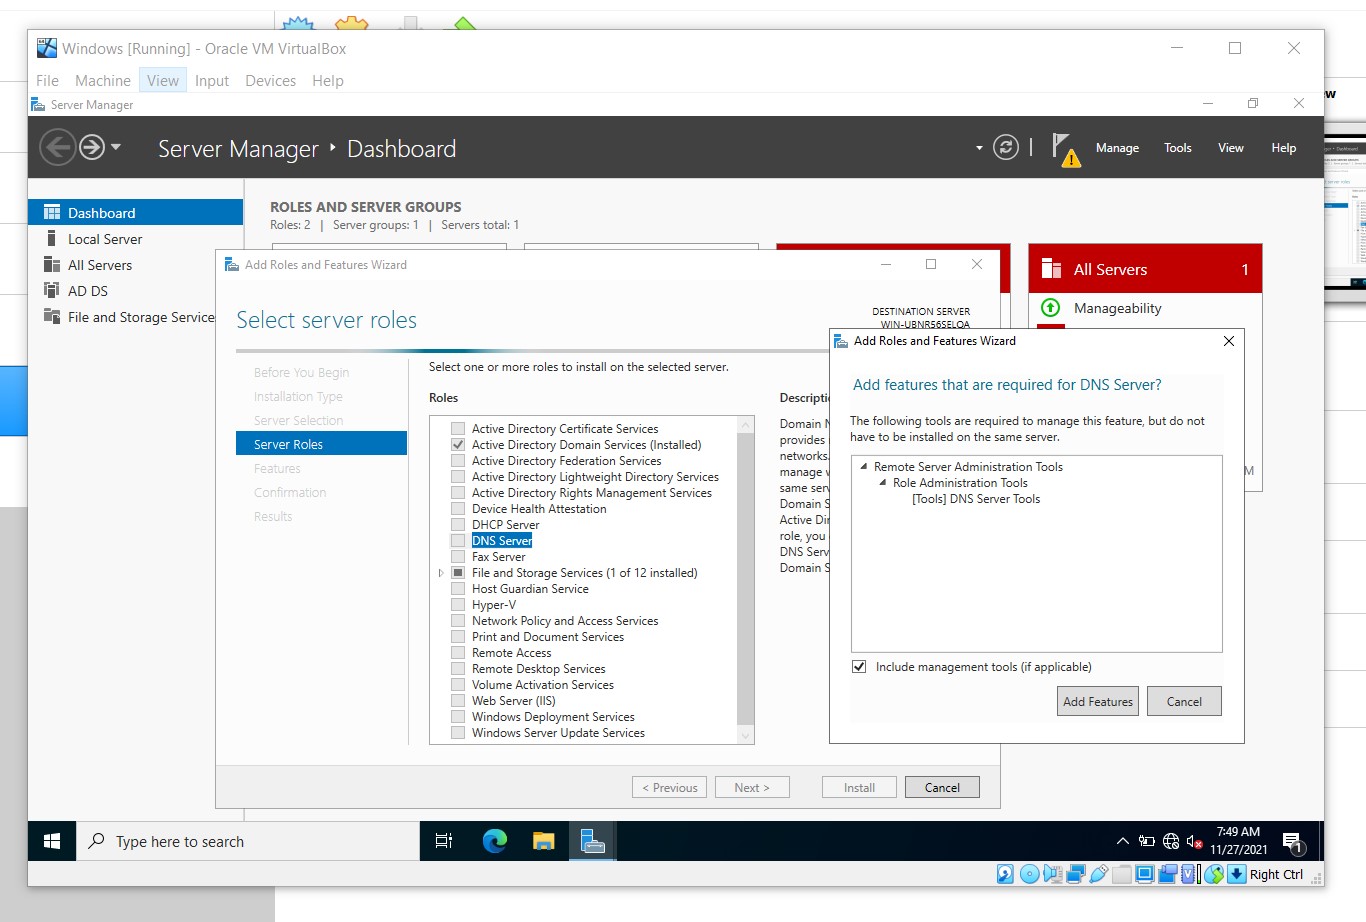 Windows [Running] - Oracle VM VirtualBox
File Machine View Input Devices Help
Server Manager
Server Manager Dashboard
Manage Tools View Help
Dashboard
Local Server
All Servers
AD DS
File and Storage Service
ROLES AND SERVER GROUPS
Roles: 2 | Server groups: 1 | Servers total: 1
All Servers 1
Manageability
Add Roles and Features Wizard
Select server roles
DESTINATION SERVER
WIN-UBNR56SELQA
Before You Begin
Installation Type
Server Selection
Server Roles
Features
Confirmation
Results
Select one or more roles to install on the selected server.
Roles
Active Directory Certificate Services
Active Directory Domain Services (Installed)
Active Directory Federation Services
Active Directory Lightweight Directory Services
Active Directory Rights Management Services
Device Health Attestation
DHCP Server
DNS Server
Fax Server
File and Storage Services (1 of 12 installed)
Host Guardian Service
Hyper-V
Network Policy and Access Services
Print and Document Services
Remote Access
Remote Desktop Services
Volume Activation Services
Web Server (IIS)
Windows Deployment Services
Windows Server Update Services
Descripti
Domain N
provides
networks.
manage w
same serv
Domain S
Active Dir
role, you
DNS Serv
Domain S
< Previous
Next >
Install
Cancel
Add Roles and Features Wizard
Add features that are required for DNS Server?
The following tools are required to manage this feature, but do not
have to be installed on the same server.
Remote Server Administration Tools
Role Administration Tools
[Tools] DNS Server Tools
Include management tools (if applicable)
Add Features
Cancel
M
ew
Type here to search
7:49 AM
11/27/2021
1
Right Ctrl